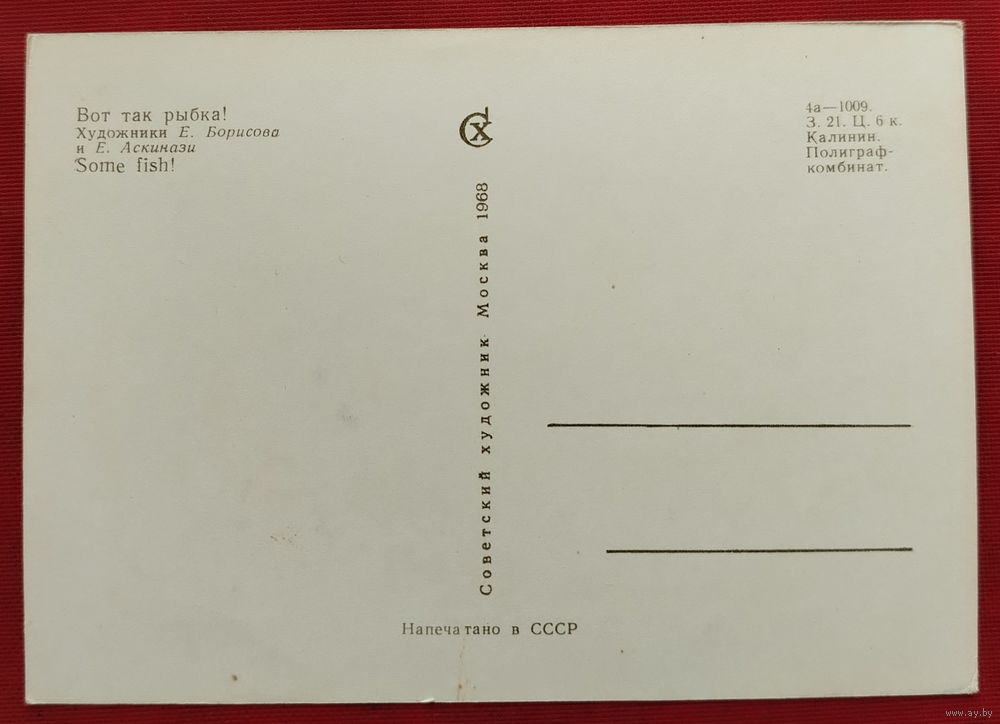 Вот так рыбка!
Художники Е. Борисова
и Е. Аскинази
Some fish!
СХ
Советский художник. Москва 1968
4а—1009.
З. 21. Ц. 6 к.
Калинин.
Полиграф-
комбинат.
Напечатано в СССР
www.ay.by